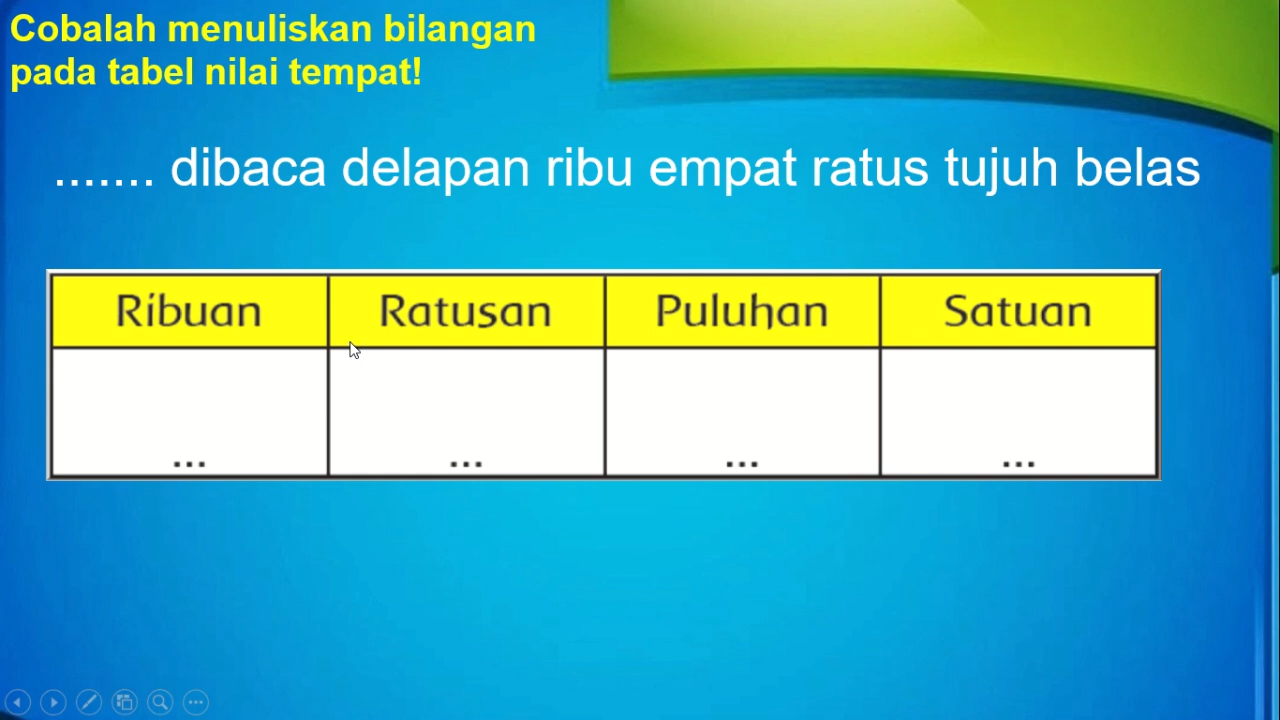 Cobalah menuliskan bilangan
pada tabel nilai tempat!
....... dibaca delapan ribu empat ratus tujuh belas
Ribuan Ratusan Puluhan Satuan
... ... ... ...